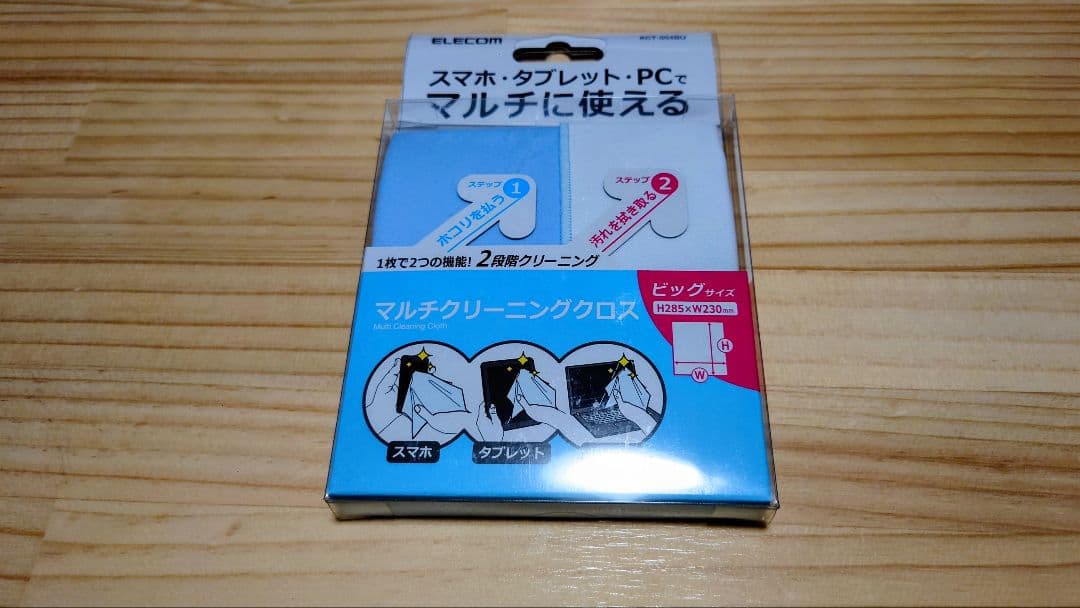 ELECOM
スマホ・タブレット・PCで
マルチに使える
ステップ 1
ホコリを払う
ステップ 2
汚れを拭き取る
1枚で2つの機能! 2段階クリーニング
マルチクリーニングクロス
Multi Cleaning Cloth
ビッグサイズ
H285×W230mm
H
W
スマホ
タブレット